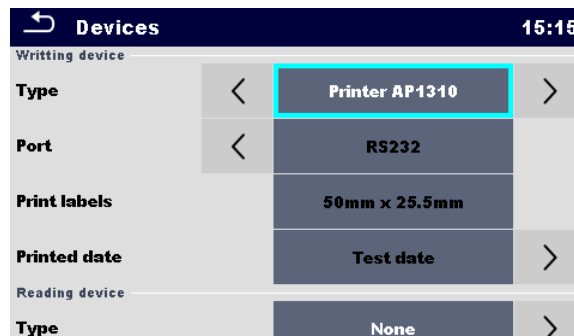 Devices 15:15
Writting device
Type Printer AP1310
Port RS232
Print labels 50mm x 25.5mm
Printed date Test date
Reading device
Type None